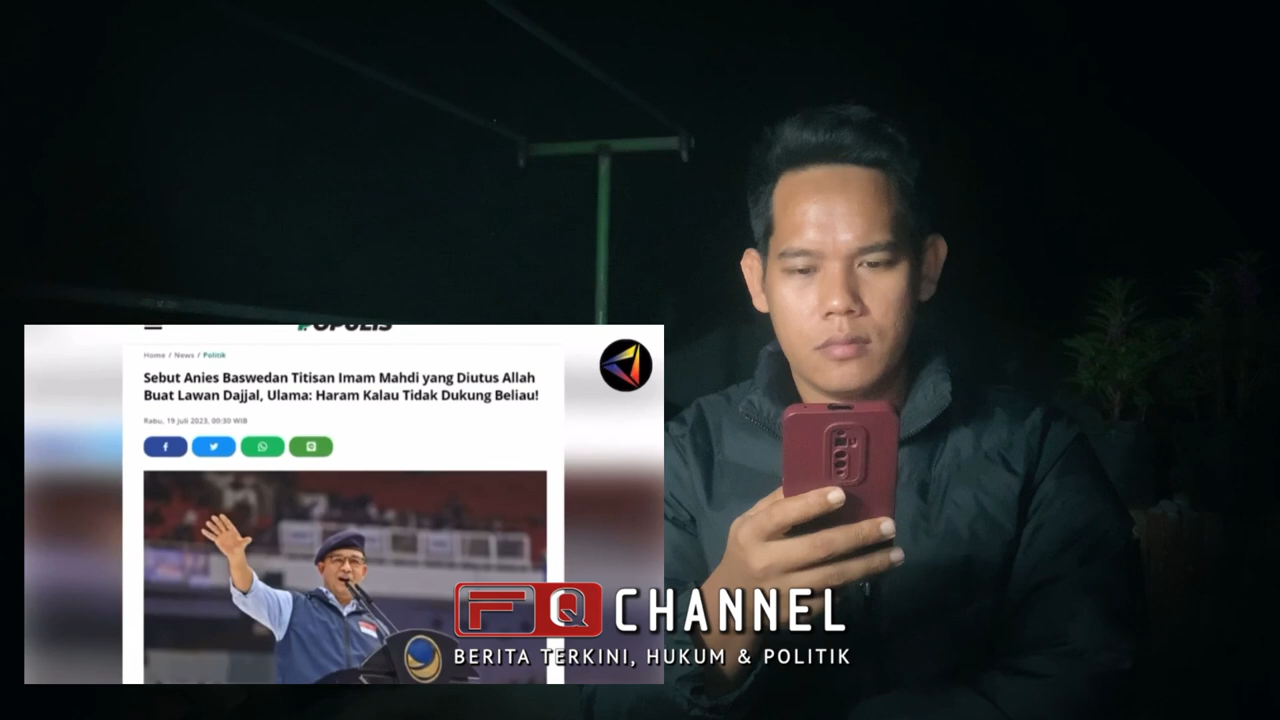 POPULIS
Home / News / Politik
Sebut Anies Baswedan Titisan Imam Mahdi yang Diutus Allah
Buat Lawan Dajjal, Ulama: Haram Kalau Tidak Dukung Beliau!
Rabu, 19 Juli 2023, 00:30 WIB
FQ CHANNEL
BERITA TERKINI, HUKUM & POLITIK